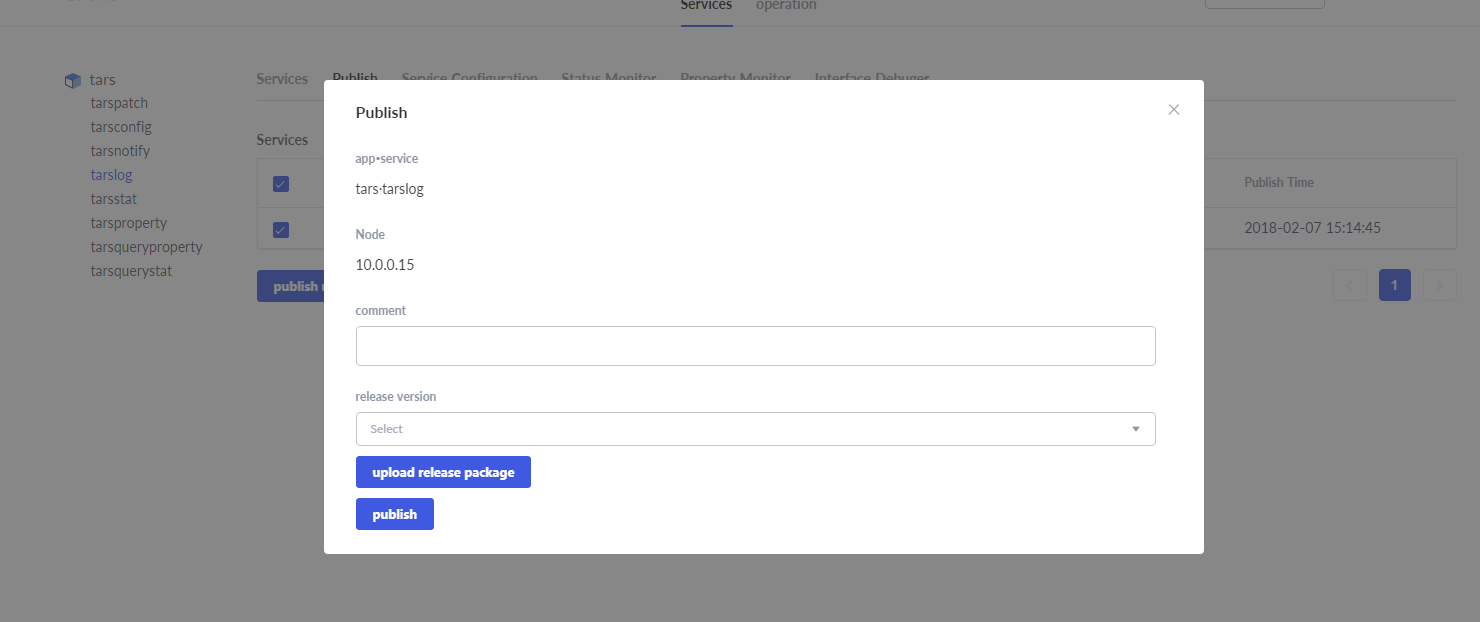 Services operation
tars
tarspatch
tarsconfig
tarsnotify
tarslog
tarsstat
tarsproperty
tarsqueryproperty
tarsquerystat
Services Publish Service Configuration Status Monitor Property Monitor Interface Debuger
Services
Publish Time
2018-02-07 15:14:45
publish
1
Publish
app•service
tars·tarslog
Node
10.0.0.15
comment
release version
Select
upload release package
publish